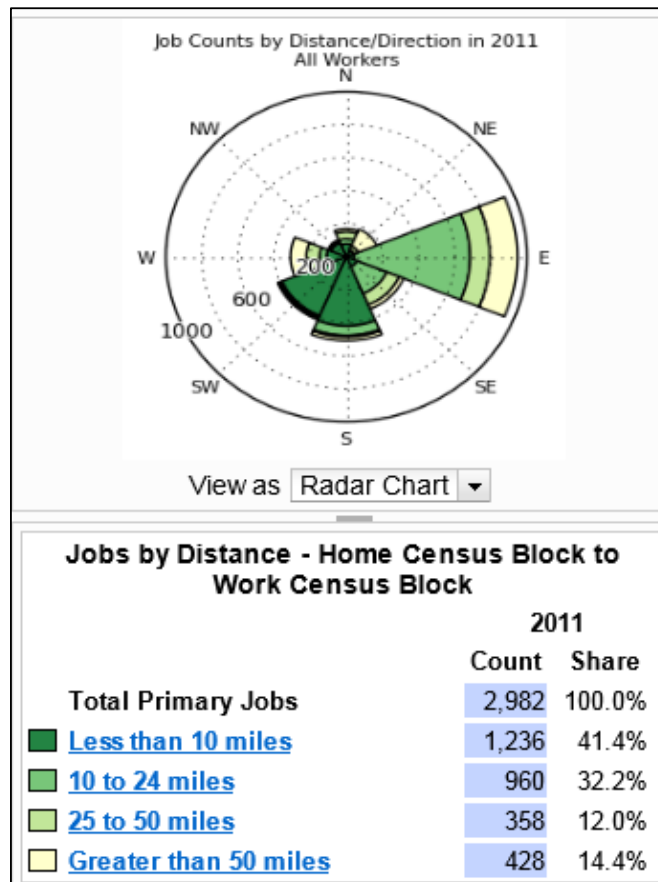 Job Counts by Distance/Direction in 2011
All Workers
N
NW
NE
W
200
E
600
1000
SW
SE
S
View as Radar Chart
Jobs by Distance - Home Census Block to
Work Census Block
2011
Count Share
Total Primary Jobs 2,982 100.0%
Less than 10 miles 1,236 41.4%
10 to 24 miles 960 32.2%
25 to 50 miles 358 12.0%
Greater than 50 miles 428 14.4%